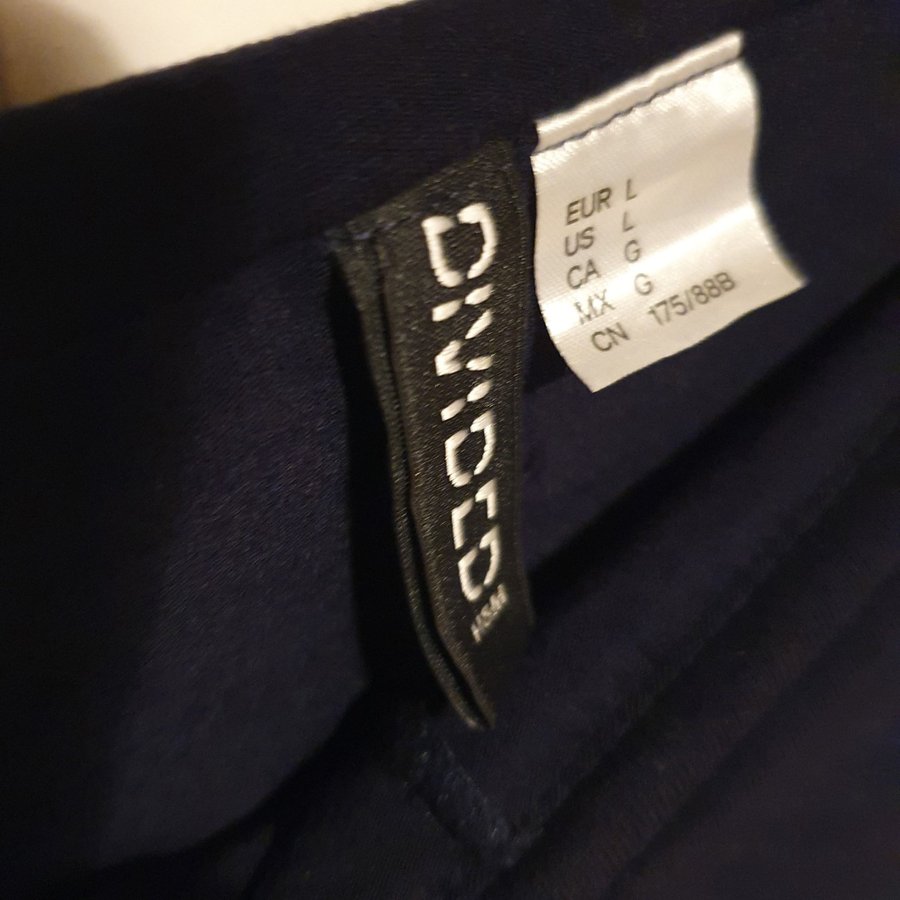 DIVIDED
H&M
EUR L
US L
CA G
MX G
CN 175/88B